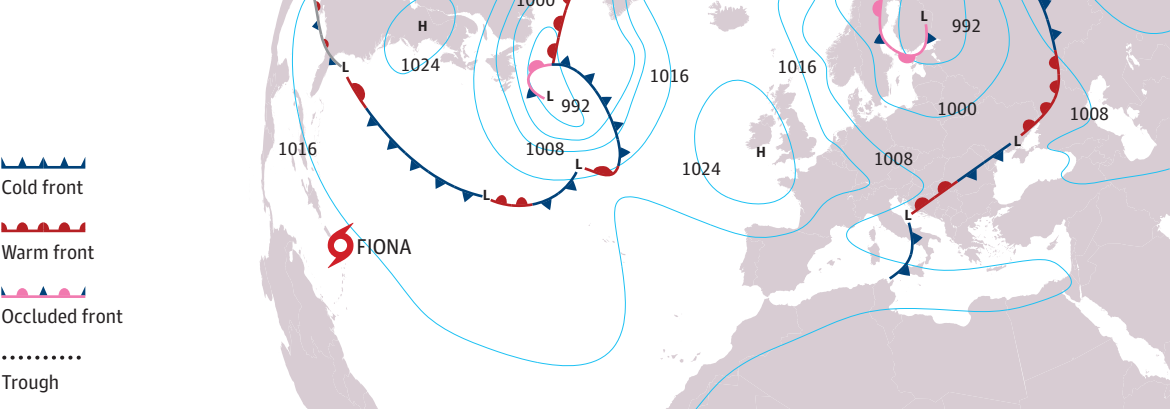 1000
L
992
H
1024
L
1016
1016
L
992
1000
1008
1016
1008
L
H
1008
1024
L
L
L
FIONA
Cold front
Warm front
Occluded front
Trough